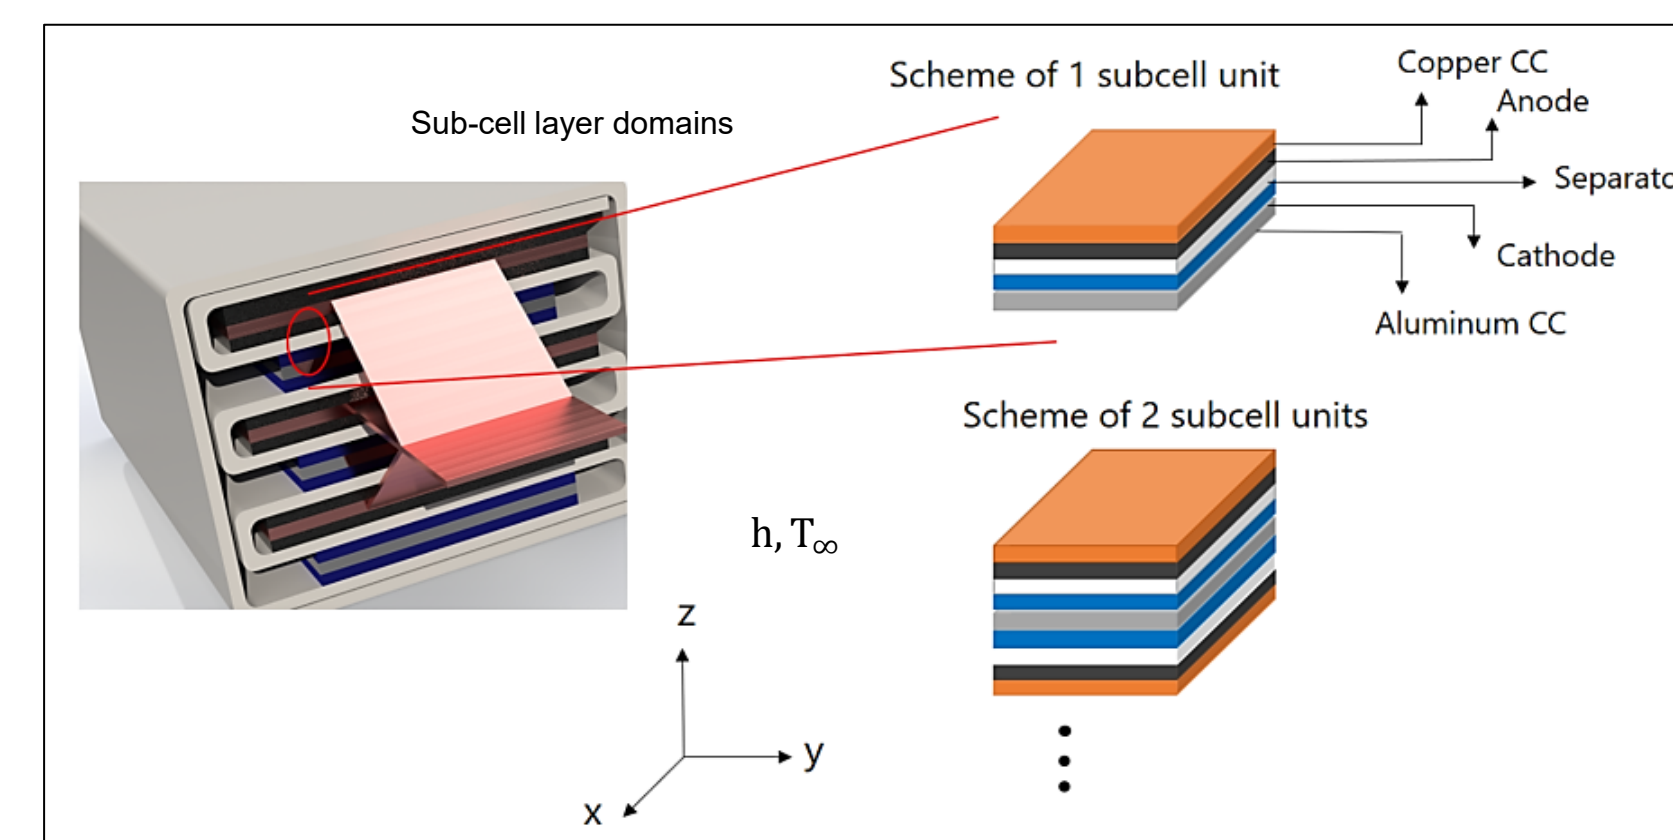 Scheme of 1 subcell unit
Copper CC
Anode
Sub-cell layer domains
Separato
Cathode
Aluminum CC
Scheme of 2 subcell units
h, T∞
z
y
x